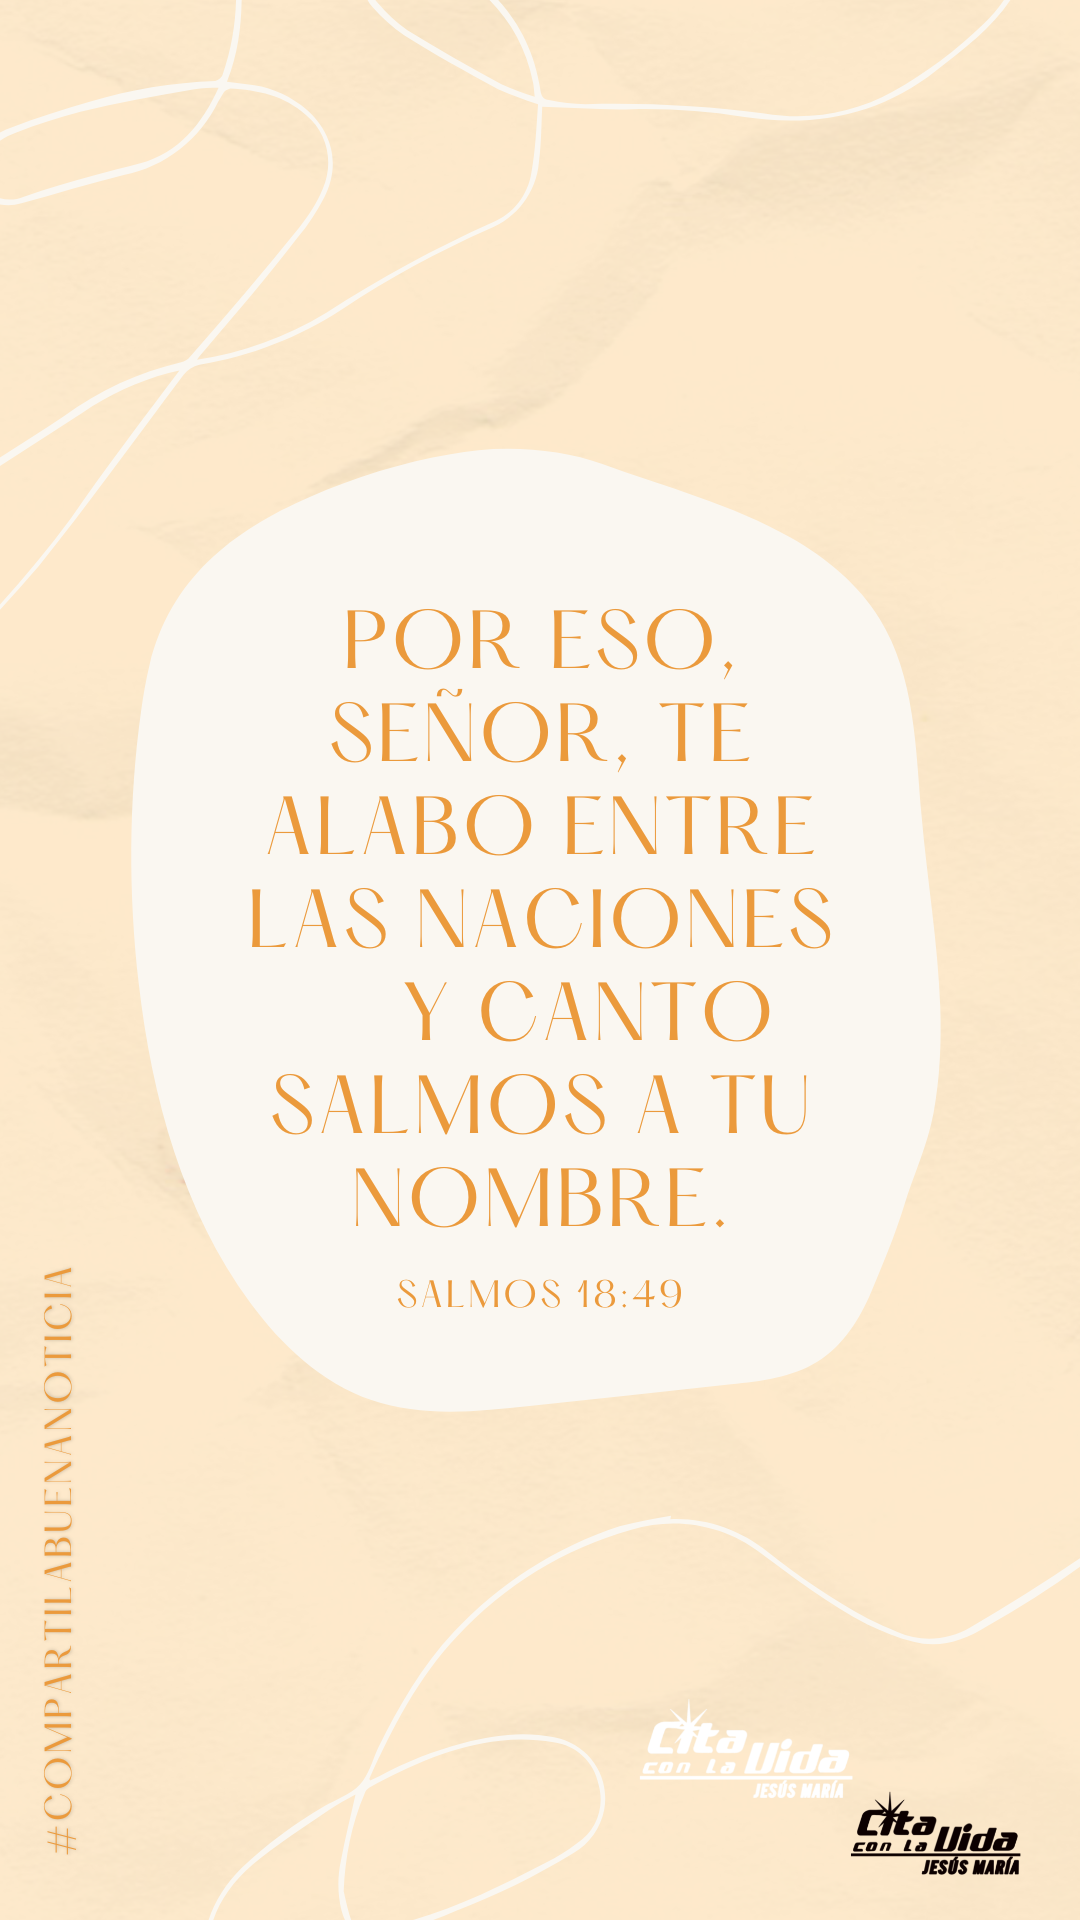 POR ESO,
SEÑOR, TE
ALABO ENTRE
LAS NACIONES
Y CANTO
SALMOS A TU
NOMBRE.
SALMOS 18:49
#COMPARTILABUENANOTICIA
Cita
con La Vida
JESÚS MARÍA
Cita
con La Vida
JESÚS MARÍA